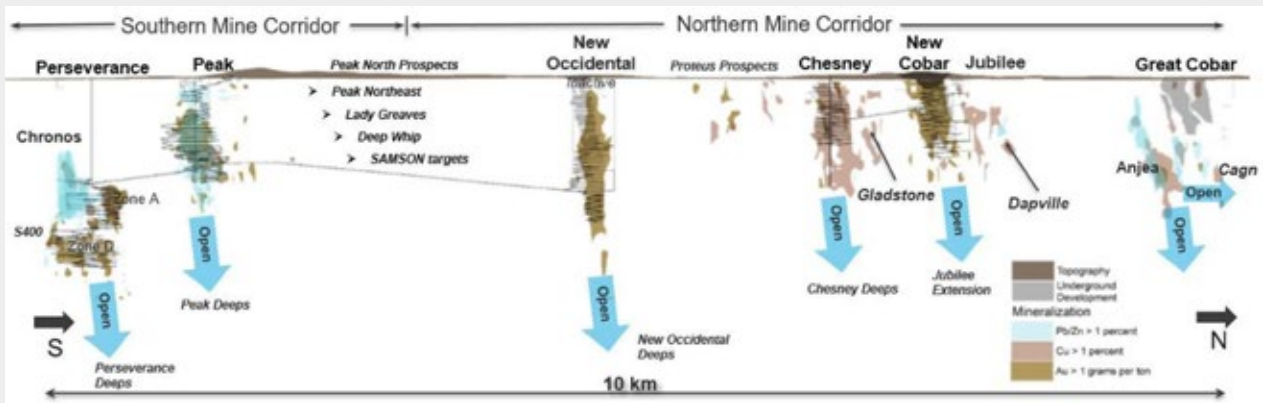 Southern Mine Corridor
Northern Mine Corridor
Perseverance
Peak
Peak North Prospects
New
Occidental
Inactive
Proteus Prospects
Chesney
New
Cobar
Jubilee
Great Cobar
Peak Northeast
Lady Greaves
Deep Whip
SAMSON targets
Chronos
Zone A
S400
Zone D
Open
Peak Deeps
Open
Perseverance
Deeps
Open
New Occidental
Deeps
Gladstone
Open
Chesney Deeps
Open
Jubilee
Extension
Dapville
Anjea
Cagn
Open
Open
Topography
Underground
Development
Mineralization
Pb/Zn > 1 percent
Cu > 1 percent
Au > 1 grams per ton
S
N
10 km